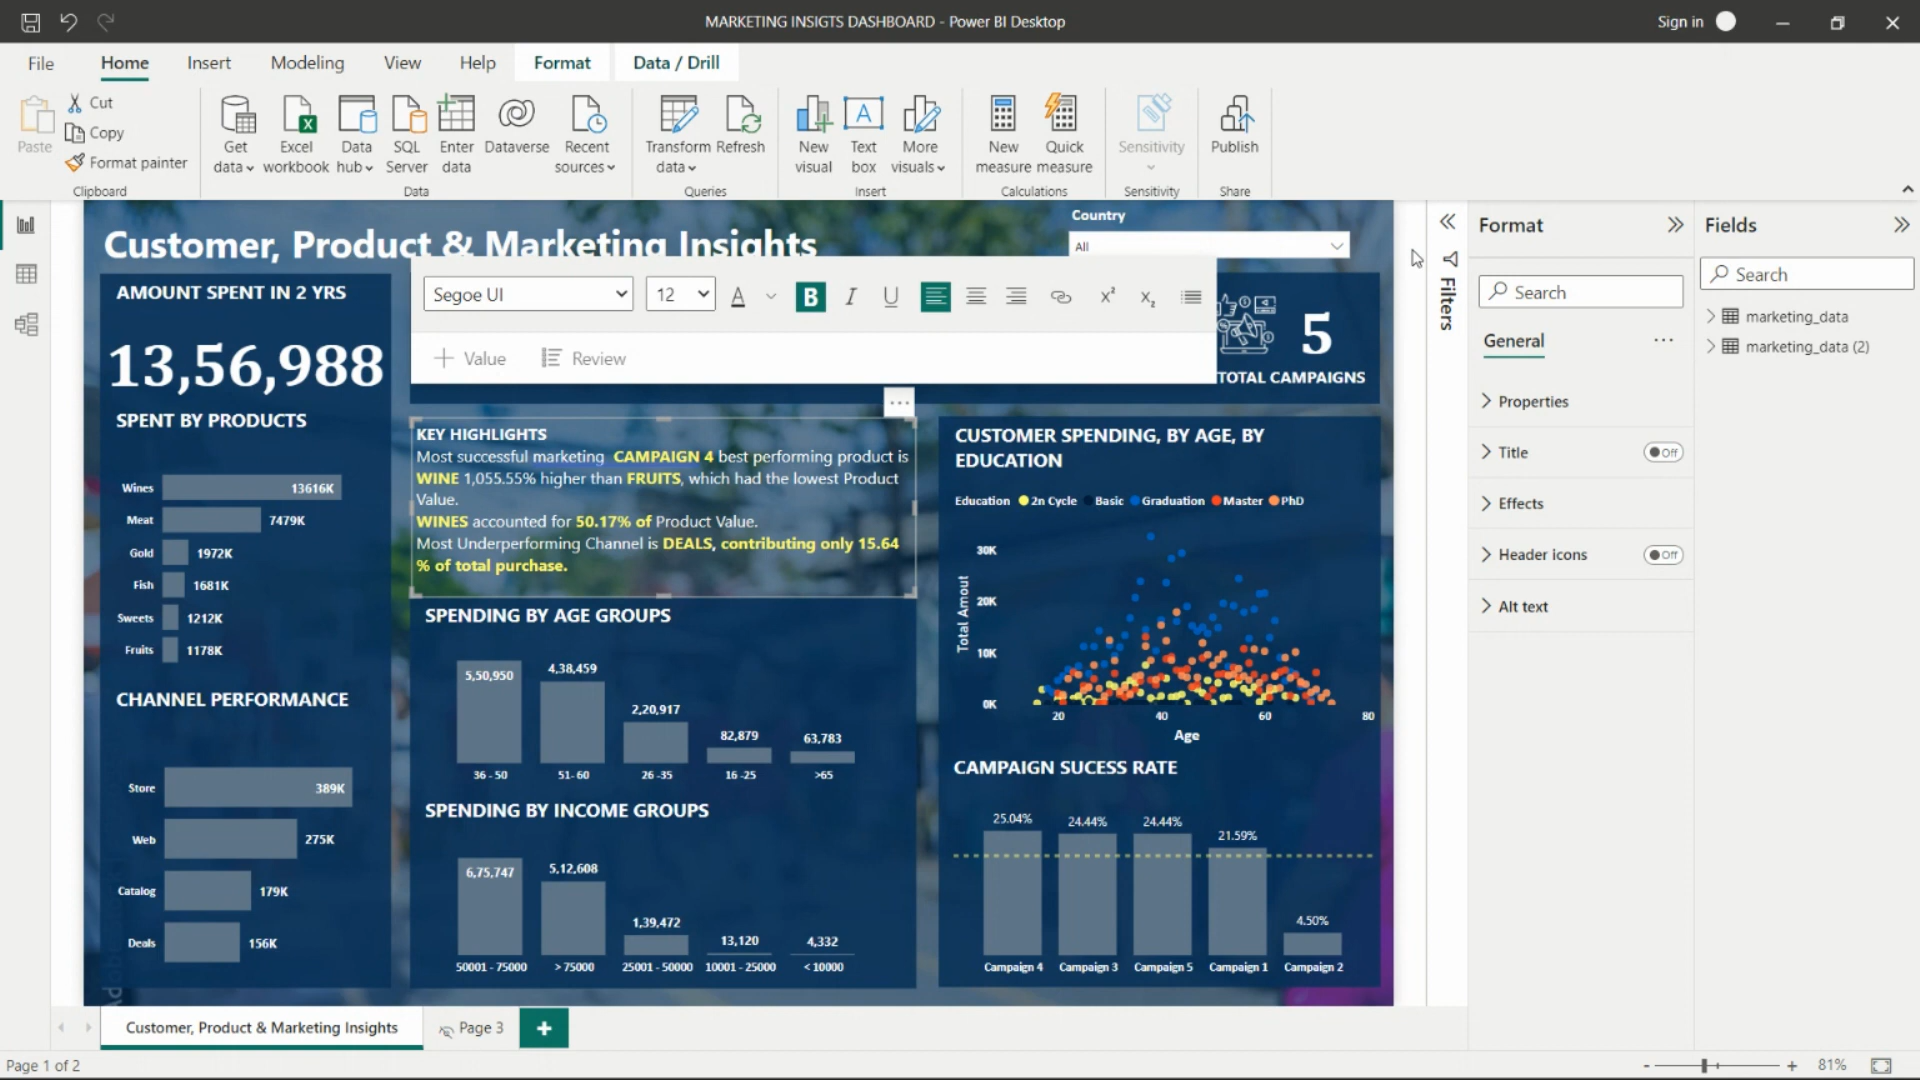 MARKETING INSIGTS DASHBOARD - Power BI Desktop
Sign in
File
Home
Insert
Modeling
View
Help
Format
Data / Drill
Paste
Cut
Copy
Format painter
Clipboard
Get data
Excel workbook
Data hub
SQL Server
Enter data
Dataverse
Recent sources
Data
Transform data
Refresh
Queries
New visual
Text box
More visuals
Insert
New measure
Quick measure
Calculations
Sensitivity
Sensitivity
Publish
Share
Customer, Product & Marketing Insights
Country
All
Segoe UI
12
A
B
I
U
Value
Review
AMOUNT SPENT IN 2 YRS
13,56,988
5
TOTAL CAMPAIGNS
SPENT BY PRODUCTS
Wines
13616K
Meat
7479K
Gold
1972K
Fish
1681K
Sweets
1212K
Fruits
1178K
CHANNEL PERFORMANCE
Store
389K
Web
275K
Catalog
179K
Deals
156K
KEY HIGHLIGHTS
Most successful marketing CAMPAIGN 4 best performing product is
WINE 1,055.55% higher than FRUITS, which had the lowest Product
Value.
WINES accounted for 50.17% of Product Value.
Most Underperforming Channel is DEALS, contributing only 15.64
% of total purchase.
SPENDING BY AGE GROUPS
5,50,950
4,38,459
2,20,917
82,879
63,783
36 - 50
51- 60
26 -35
16 -25
>65
SPENDING BY INCOME GROUPS
6,75,747
5,12,608
1,39,472
13,120
4,332
50001 - 75000
> 75000
25001 - 50000
10001 - 25000
< 10000
CUSTOMER SPENDING, BY AGE, BY
EDUCATION
Education 2n Cycle Basic Graduation Master PhD
Total Amout
30K
20K
10K
0K
20
40
60
80
Age
CAMPAIGN SUCESS RATE
25.04%
24.44%
24.44%
21.59%
4.50%
Campaign 4
Campaign 3
Campaign 5
Campaign 1
Campaign 2
Filters
Format
Search
General
Properties
Title
Off
Effects
Header icons
Off
Alt text
Fields
Search
marketing_data
marketing_data (2)
Customer, Product & Marketing Insights
Page 3
Page 1 of 2
81%